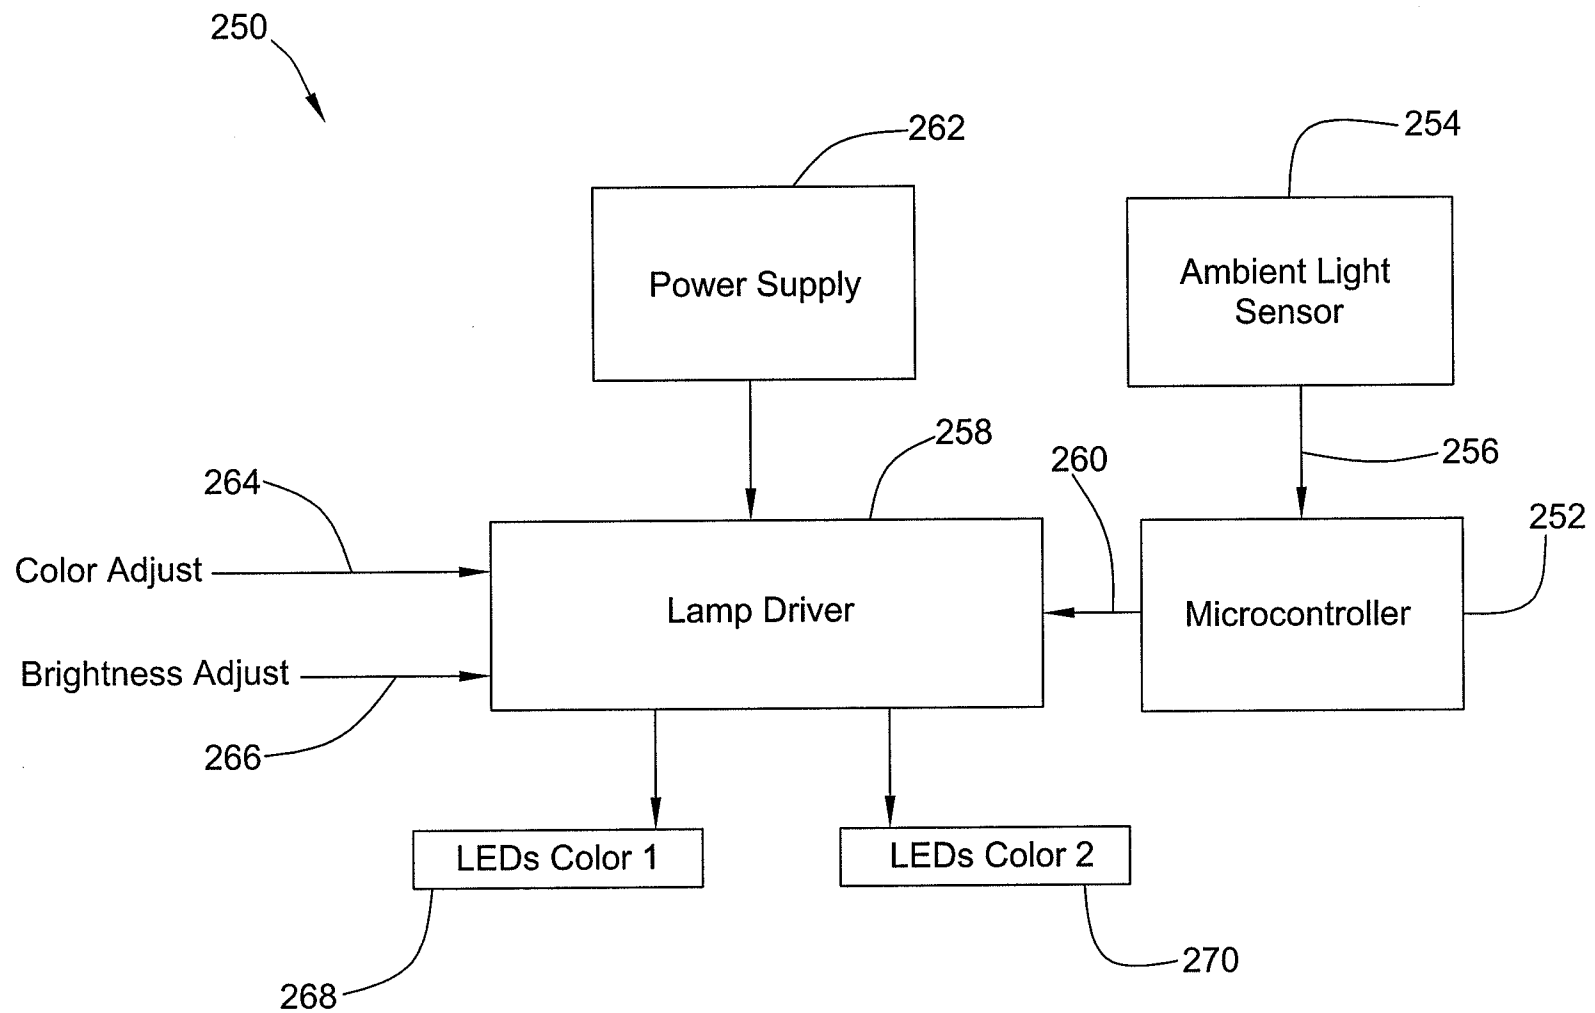 250
262
254
Power Supply
Ambient Light
Sensor
258
260
256
264
252
Color Adjust
Lamp Driver
Microcontroller
Brightness Adjust
266
LEDs Color 1
LEDs Color 2
270
268